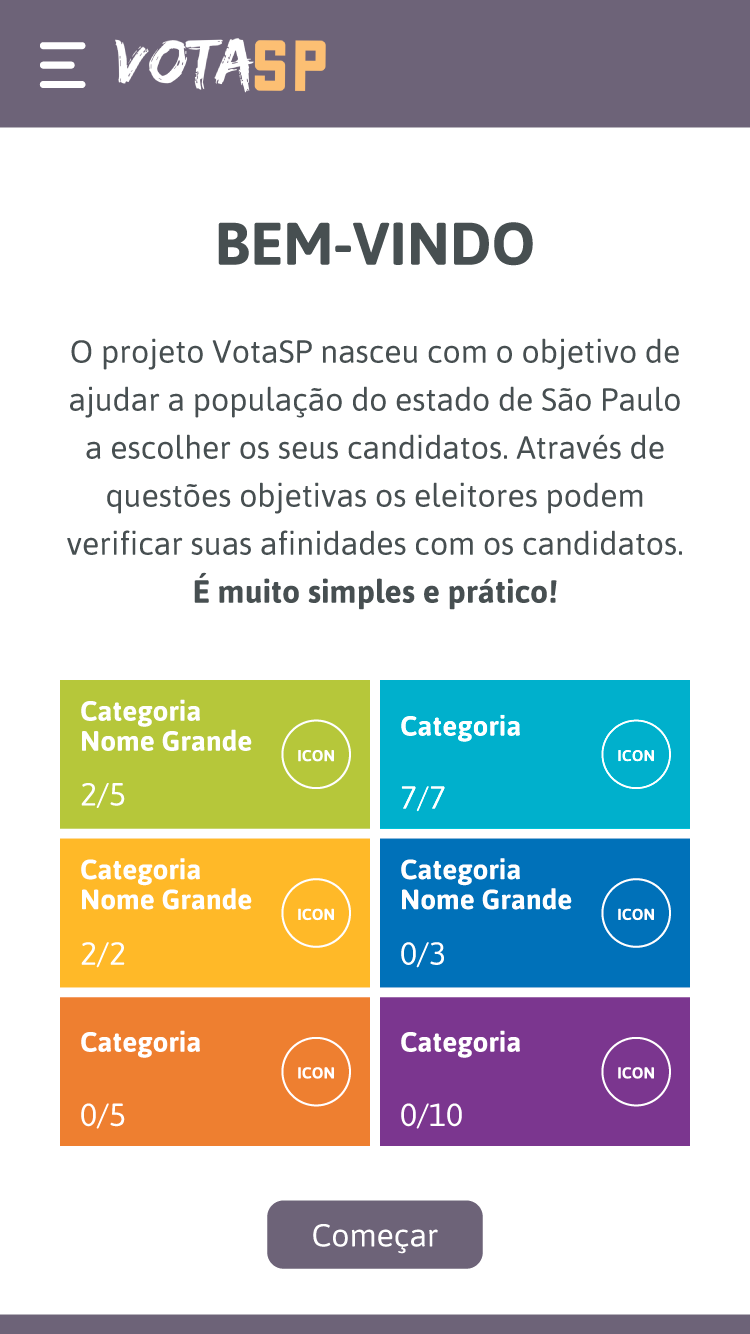 VOTASP
BEM-VINDO
O projeto VotaSP nasceu com o objetivo de
ajudar a população do estado de São Paulo
a escolher os seus candidatos. Através de
questões objetivas os eleitores podem
verificar suas afinidades com os candidatos.
É muito simples e prático!
Categoria
Nome Grande
ICON
2/5
Categoria
ICON
7/7
Categoria
Nome Grande
ICON
2/2
Categoria
Nome Grande
ICON
0/3
Categoria
ICON
0/5
Categoria
ICON
0/10
Começar